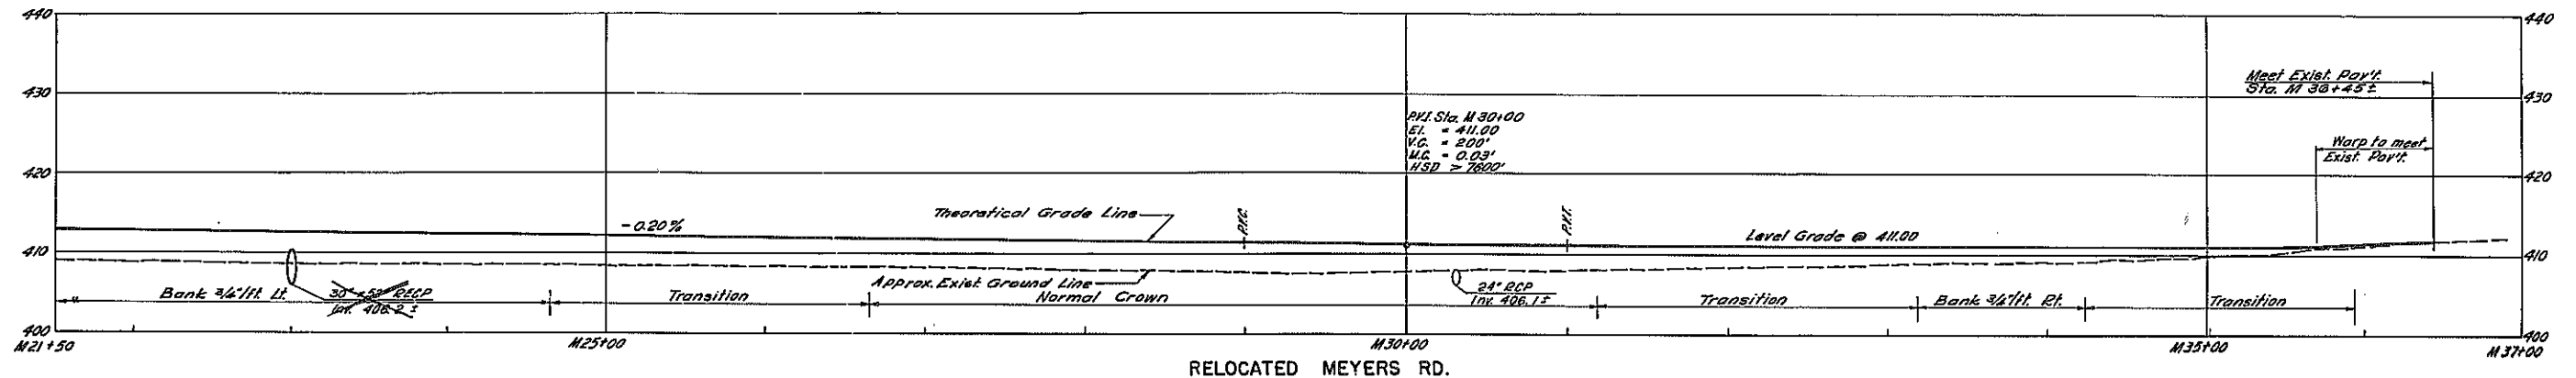 440
440
Meet Exist. Pav't.
Sta. M 36+45±
430
430
P.V.I. Sta. M 30+00
El. = 411.00
V.C. = 200'
M.C. = 0.03'
HSD > 7600'
Warp to meet
Exist. Pav't.
420
420
Theoretical Grade Line
P.V.C.
P.V.T.
-0.20%
Level Grade @ 411.00
410
410
Approx. Exist. Ground Line
Bank 3/4"/ft. Lt.
Transition
Normal Crown
24" RCP
Inv. 406.1±
Transition
Bank 3/4"/ft. Rt.
Transition
Inv. 406.2±
400
400
M21+50
M25+00
M30+00
M35+00
M37+00
RELOCATED MEYERS RD.